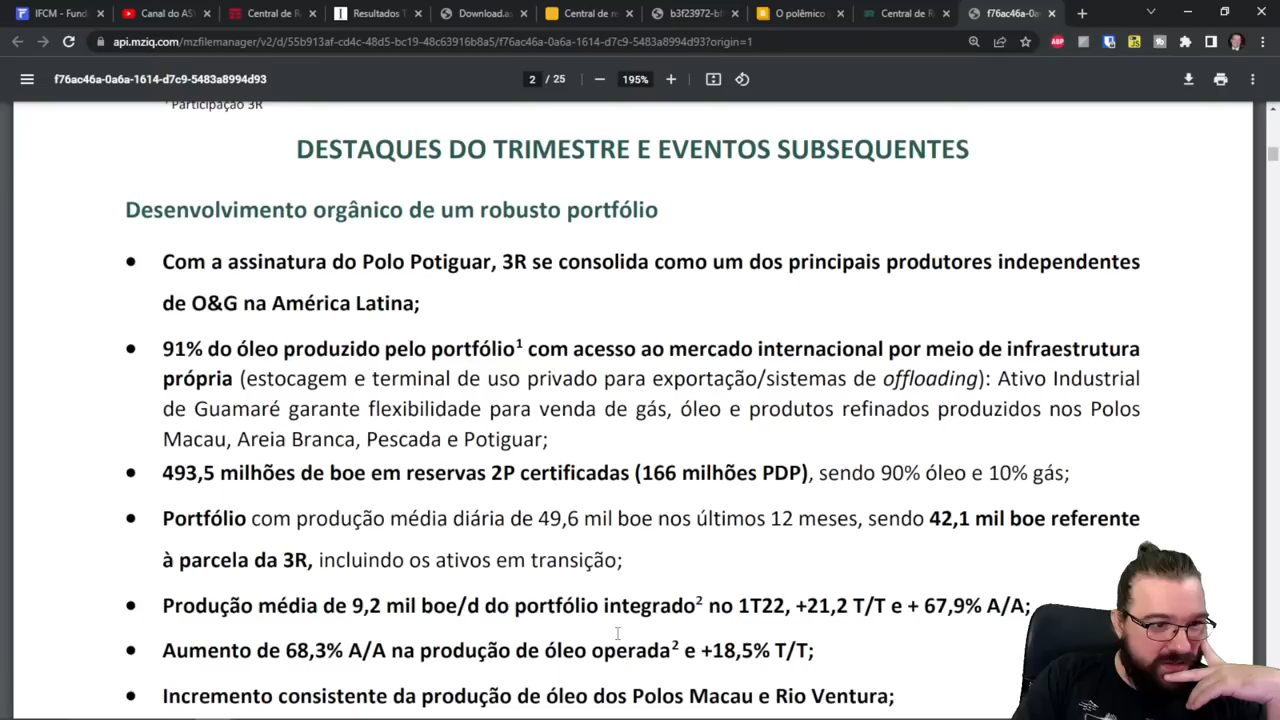 IFCM - Fund
Canal do AS
Central de R
Resultados T
Download.as
Central de re
b3f23972-bf
O polêmico
Central de R
f76ac46a-0a
api.mziq.com/mzfilemanager/v2/d/55b913af-cd4c-48d5-bc19-48c63916b8a5/f76ac46a-0a6a-1614-d7c9-5483a8994d93?origin=1
f76ac46a-0a6a-1614-d7c9-5483a8994d93
2 / 25
195%
¹ Participação 3R
DESTAQUES DO TRIMESTRE E EVENTOS SUBSEQUENTES
Desenvolvimento orgânico de um robusto portfólio
• Com a assinatura do Polo Potiguar, 3R se consolida como um dos principais produtores independentes
de O&G na América Latina;
• 91% do óleo produzido pelo portfólio¹ com acesso ao mercado internacional por meio de infraestrutura
própria (estocagem e terminal de uso privado para exportação/sistemas de offloading): Ativo Industrial
de Guamaré garante flexibilidade para venda de gás, óleo e produtos refinados produzidos nos Polos
Macau, Areia Branca, Pescada e Potiguar;
• 493,5 milhões de boe em reservas 2P certificadas (166 milhões PDP), sendo 90% óleo e 10% gás;
• Portfólio com produção média diária de 49,6 mil boe nos últimos 12 meses, sendo 42,1 mil boe referente
à parcela da 3R, incluindo os ativos em transição;
• Produção média de 9,2 mil boe/d do portfólio integrado² no 1T22, +21,2 T/T e + 67,9% A/A;
• Aumento de 68,3% A/A na produção de óleo operada² e +18,5% T/T;
• Incremento consistente da produção de óleo dos Polos Macau e Rio Ventura;